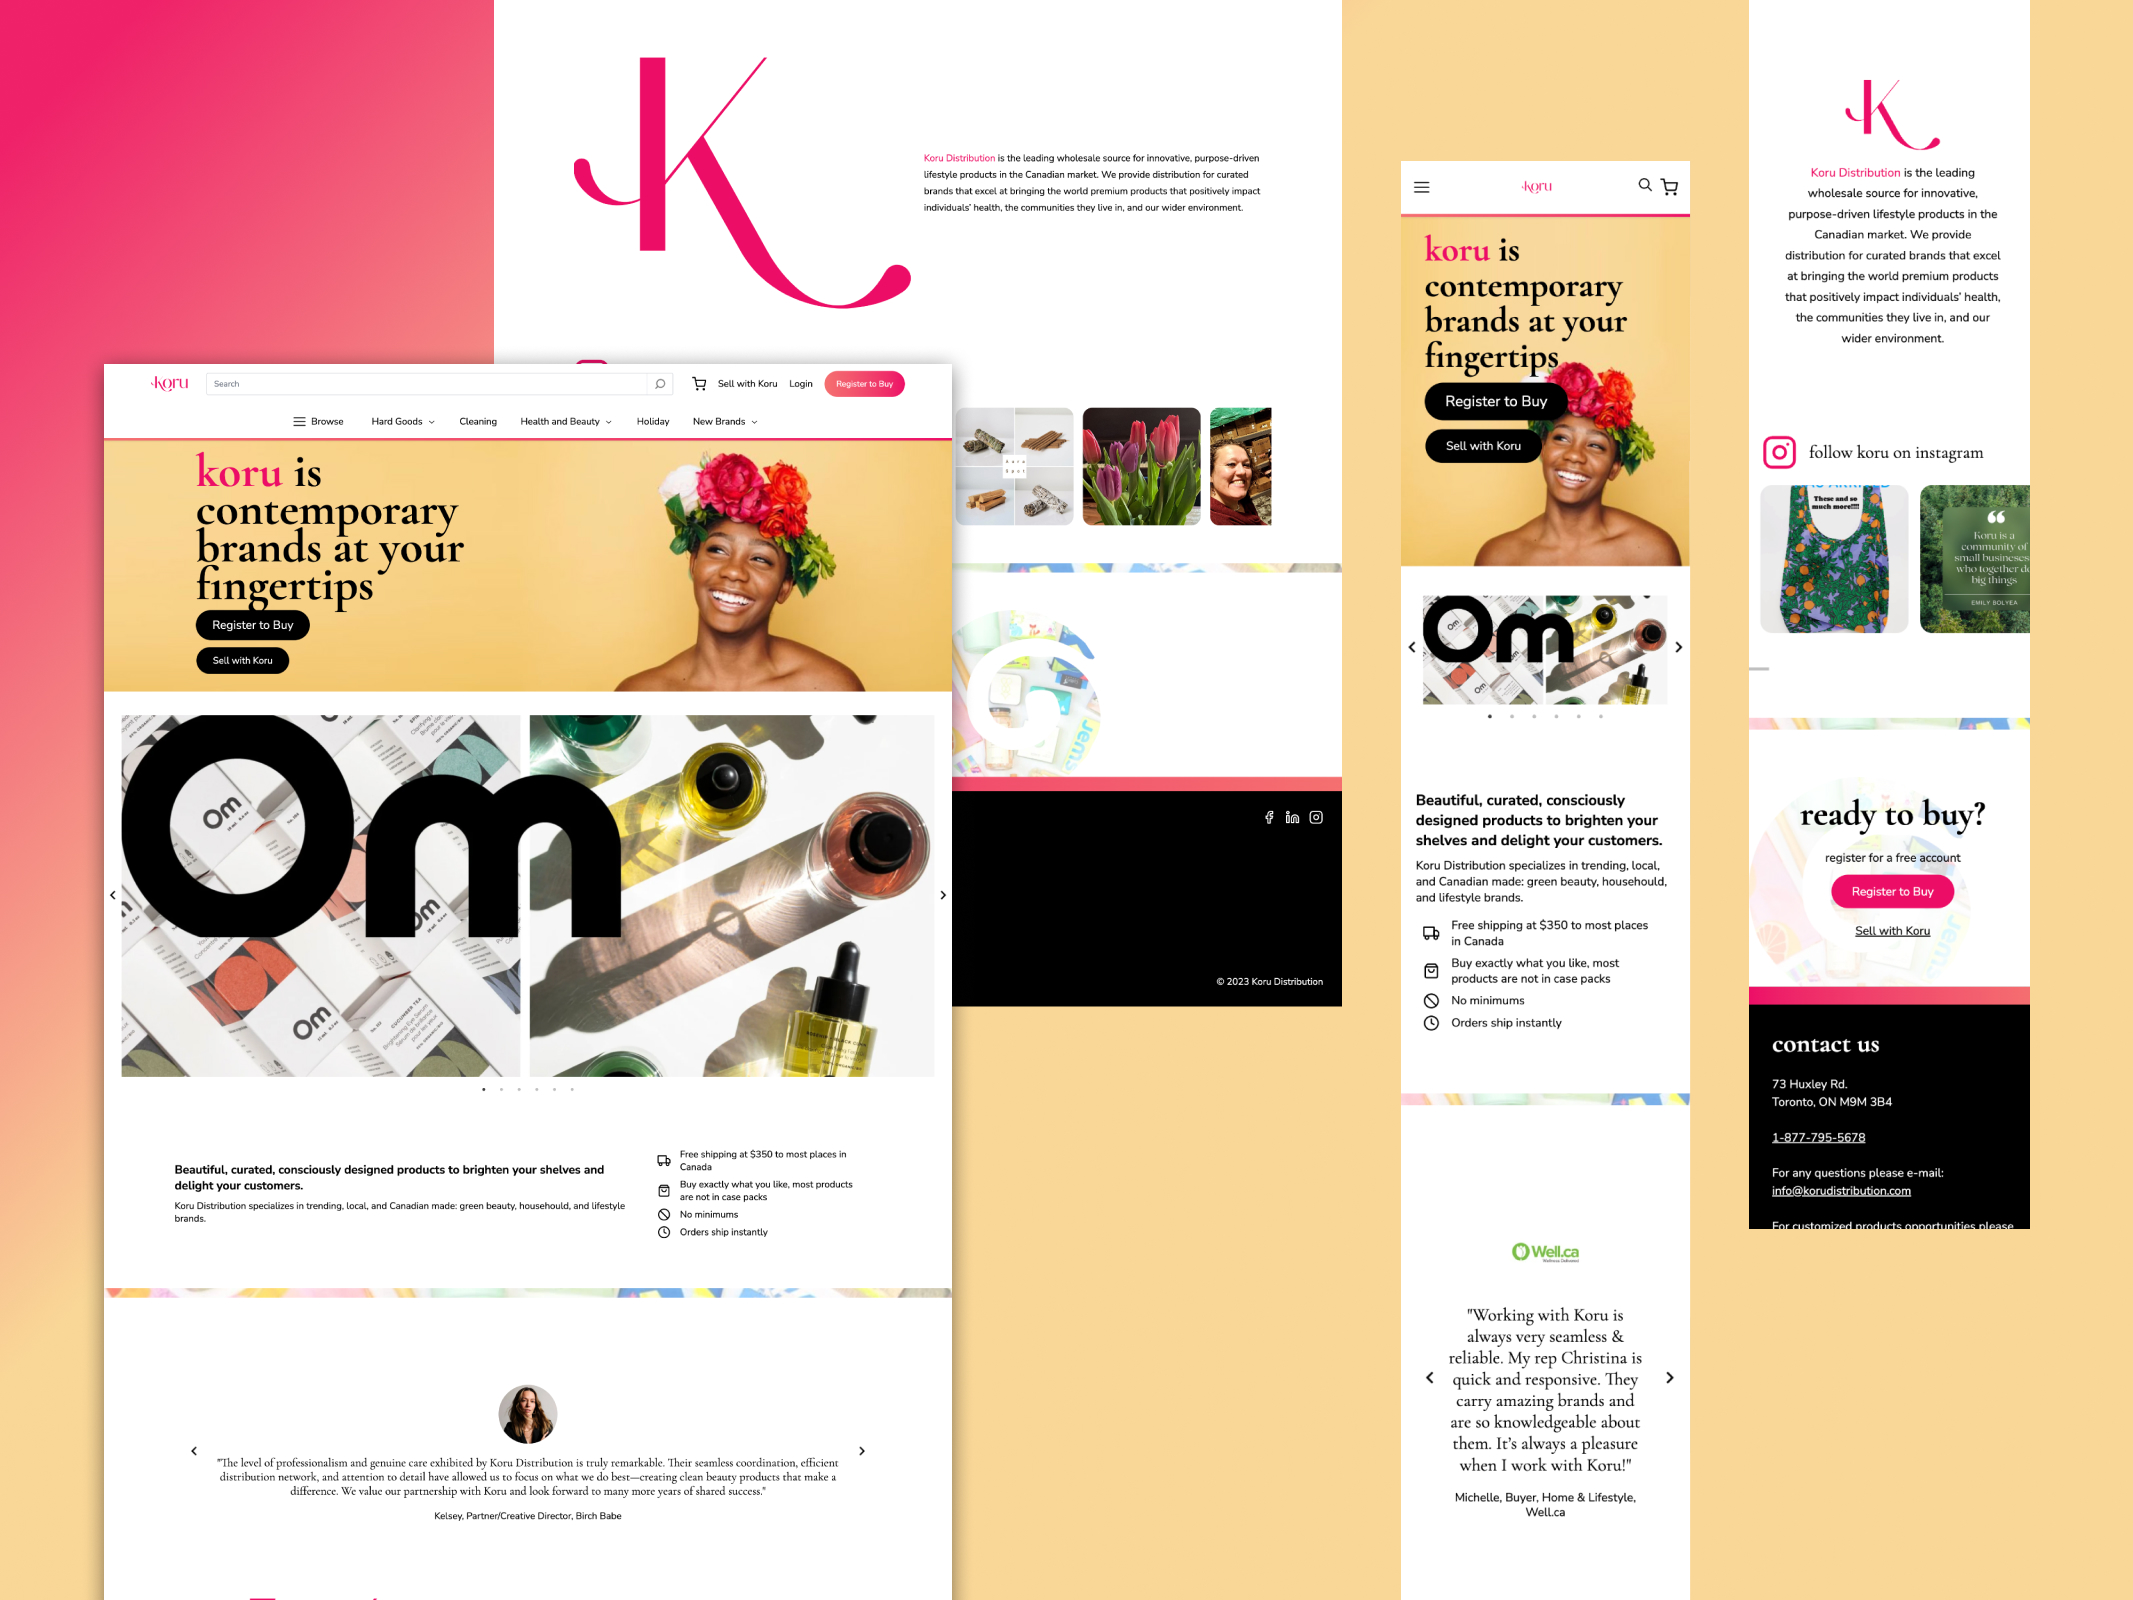 K
Koru Distribution is the leading wholesale source for innovative, purpose-driven
lifestyle products in the Canadian market. We provide distribution for curated
brands that excel at bringing the world premium products that positively impact
individuals' health, the communities they live in, and our wider environment.
Aura
Spot
Jems
© 2023 Koru Distribution
koru
Search
Sell with Koru
Login
Register to Buy
Browse
Hard Goods
Cleaning
Health and Beauty
Holiday
New Brands
koru is
contemporary
brands at your
fingertips
Register to Buy
Sell with Koru
Om
Om
Om
Om
Beautiful, curated, consciously designed products to brighten your shelves and
delight your customers.
Koru Distribution specializes in trending, local, and Canadian made: green beauty, househould, and lifestyle
brands.
Free shipping at $350 to most places in
Canada
Buy exactly what you like, most products
are not in case packs
No minimums
Orders ship instantly
"The level of professionalism and genuine care exhibited by Koru Distribution is truly remarkable. Their seamless coordination, efficient
distribution network, and attention to detail have allowed us to focus on what we do best—creating clean beauty products that make a
difference. We value our partnership with Koru and look forward to many more years of shared success."
Kelsey, Partner/Creative Director, Birch Babe
koru
koru is
contemporary
brands at your
fingertips
Register to Buy
Sell with Koru
Om
Om
Om
Beautiful, curated, consciously
designed products to brighten your
shelves and delight your customers.
Koru Distribution specializes in trending, local,
and Canadian made: green beauty, househould,
and lifestyle brands.
Free shipping at $350 to most places
in Canada
Buy exactly what you like, most
products are not in case packs
No minimums
Orders ship instantly
Well.ca
Wellness Delivered
"Working with Koru is
always very seamless &
reliable. My rep Christina is
quick and responsive. They
carry amazing brands and
are so knowledgeable about
them. It's always a pleasure
when I work with Koru!"
Michelle, Buyer, Home & Lifestyle,
Well.ca
K
Koru Distribution is the leading
wholesale source for innovative,
purpose-driven lifestyle products in the
Canadian market. We provide
distribution for curated brands that excel
at bringing the world premium products
that positively impact individuals' health,
the communities they live in, and our
wider environment.
follow koru on instagram
These and so
much more!!!!
Koru is a
community of
small businesses
who together do
big things
EMILY BOLYEA
ready to buy?
register for a free account
Register to Buy
Sell with Koru
Jems
contact us
73 Huxley Rd.
Toronto, ON M9M 3B4
1-877-795-5678
For any questions please e-mail:
info@korudistribution.com
For customized products opportunities please